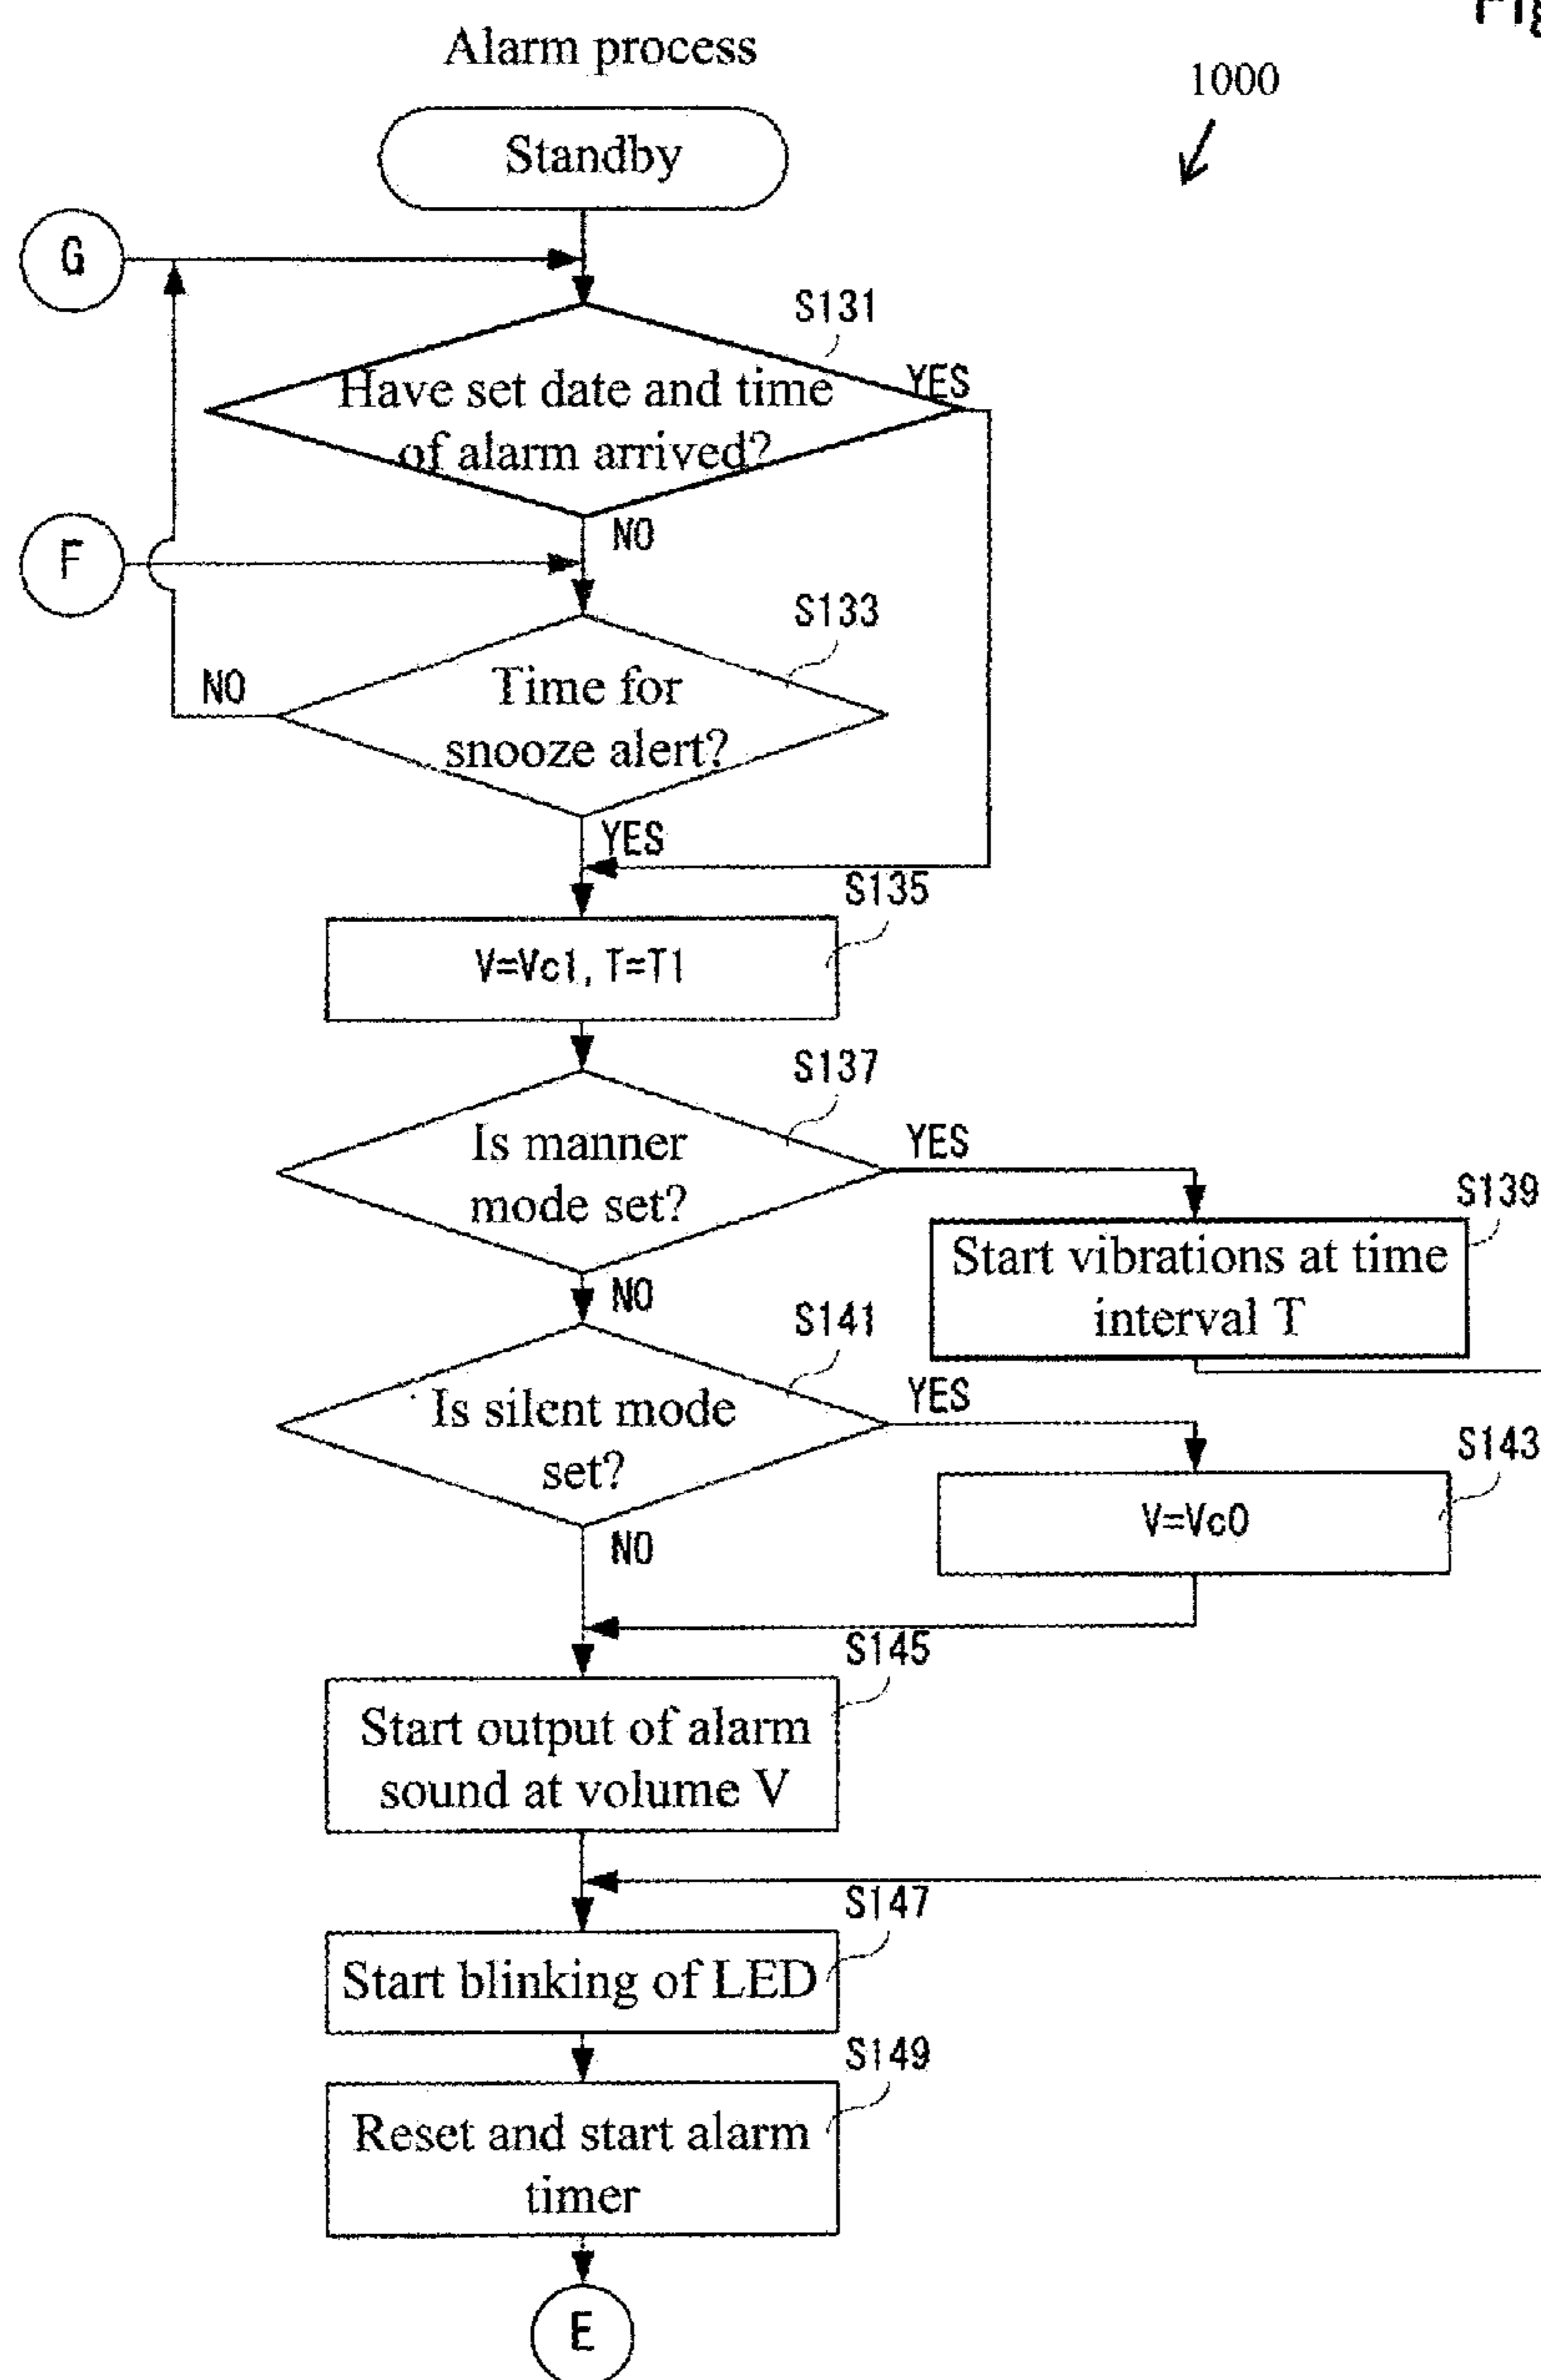 Fig
Alarm process
1000
Standby
G
S131
Have set date and time
of alarm arrived?
YES
NO
F
S133
Time for
snooze alert?
NO
YES
S135
V=Vc1, T=T1
S137
Is manner
mode set?
YES
S139
Start vibrations at time
interval T
NO
S141
Is silent mode
set?
YES
S143
V=Vc0
NO
S145
Start output of alarm
sound at volume V
S147
Start blinking of LED
S149
Reset and start alarm
timer
E